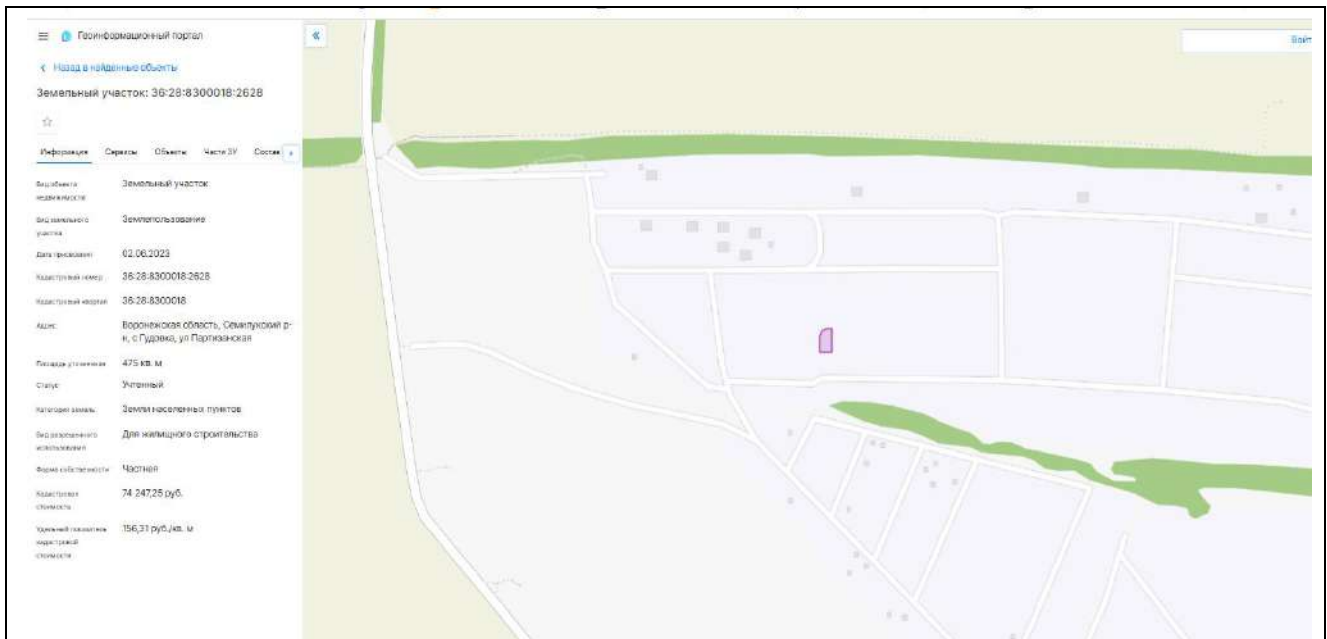 Геоинформационный портал
Назад в найденные объекты
Земельный участок: 36:28:8300018:2628
Информация Сервисы Объекты Части ЗУ Состав
Вид объекта недвижимости Земельный участок
Вид земельного участка Землепользование
Дата присвоения 02.06.2023
Кадастровый номер 36:28:8300018:2628
Кадастровый квартал 36:28:8300018
Адрес Воронежская область, Семилукский р-
н, с Гудовка, ул Партизанская
Площадь уточненная 475 кв. м
Статус Учтенный
Категория земель Земли населенных пунктов
Вид разрешенного использования Для жилищного строительства
Форма собственности Частная
Кадастровая стоимость 74 247,25 руб.
Удельный показатель кадастровой стоимости 156,31 руб./кв. м
Войти